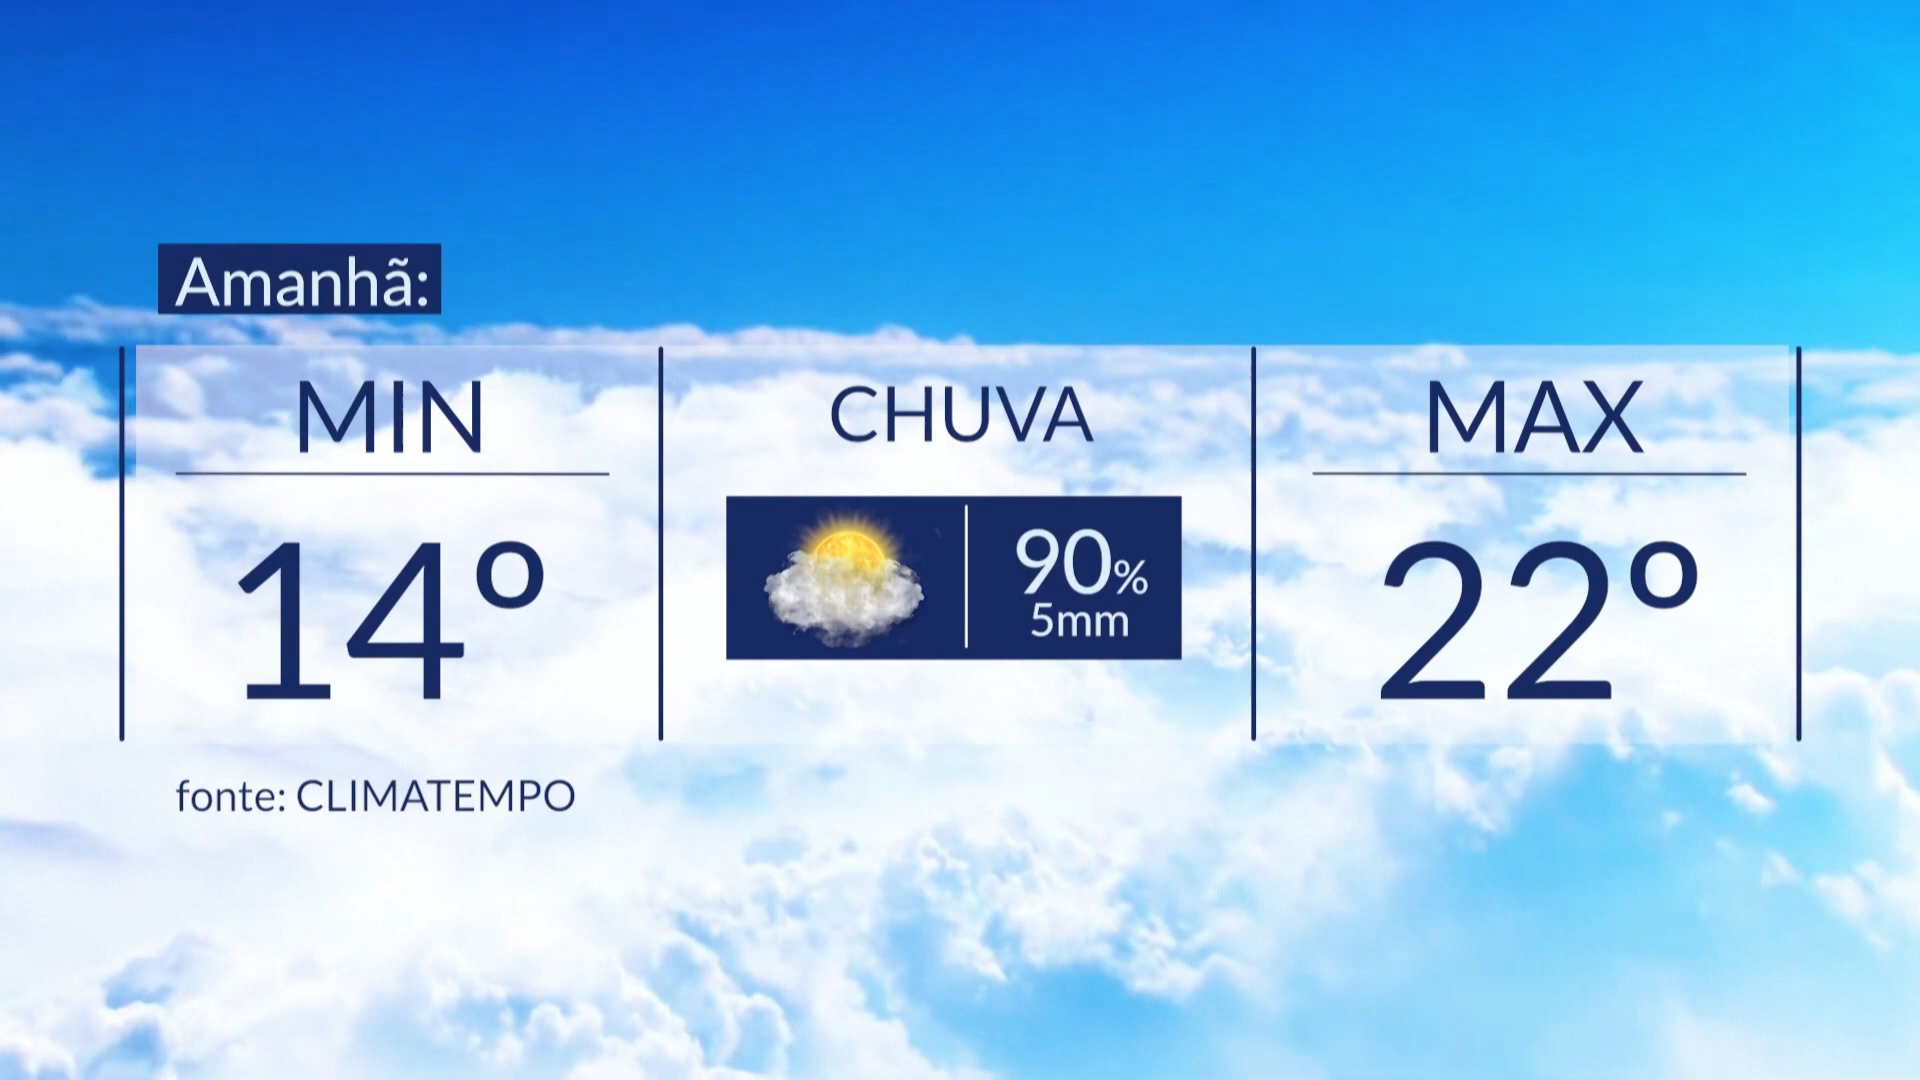 Amanhã:
MIN
14º
CHUVA
90%
5mm
MAX
22º
fonte: CLIMATEMPO